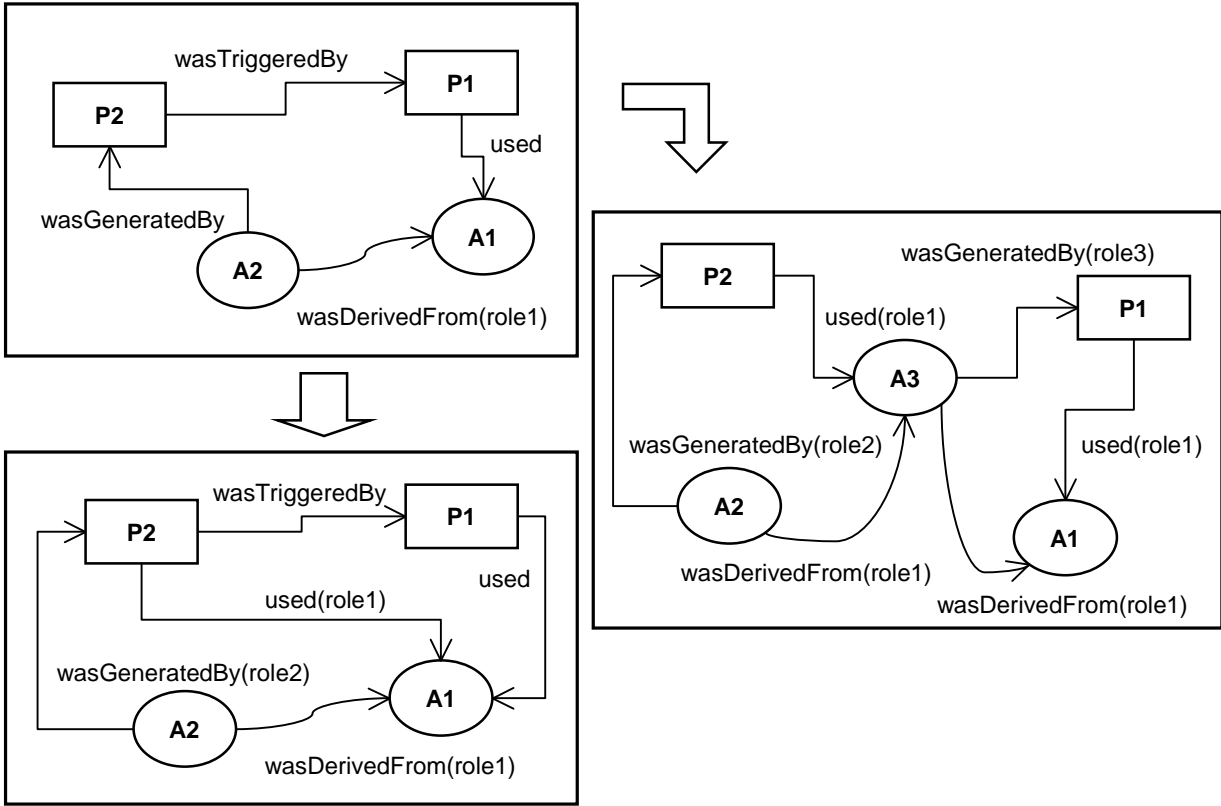 wasTriggeredBy
P1
P2
used
wasGeneratedBy
A1
A2
wasDerivedFrom(role1)
wasGeneratedBy(role3)
P2
P1
used(role1)
A3
wasGeneratedBy(role2)
used(role1)
A2
A1
wasDerivedFrom(role1)
wasDerivedFrom(role1)
wasTriggeredBy
P1
P2
used
used(role1)
wasGeneratedBy(role2)
A1
A2
wasDerivedFrom(role1)